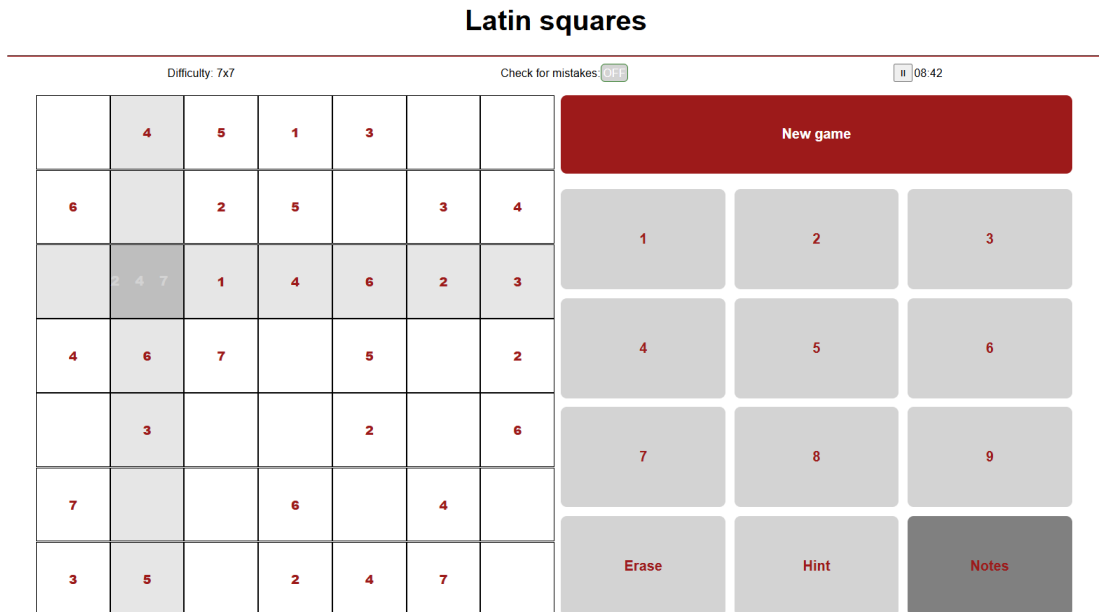 Latin squares
Difficulty: 7x7
Check for mistakes: OFF
08:42
4 5 1 3
6 2 5 3 4
2 4 7 1 4 6 2 3
4 6 7 5 2
3 2 6
7 6 4
3 5 2 4 7
New game
1 2 3
4 5 6
7 8 9
Erase Hint Notes